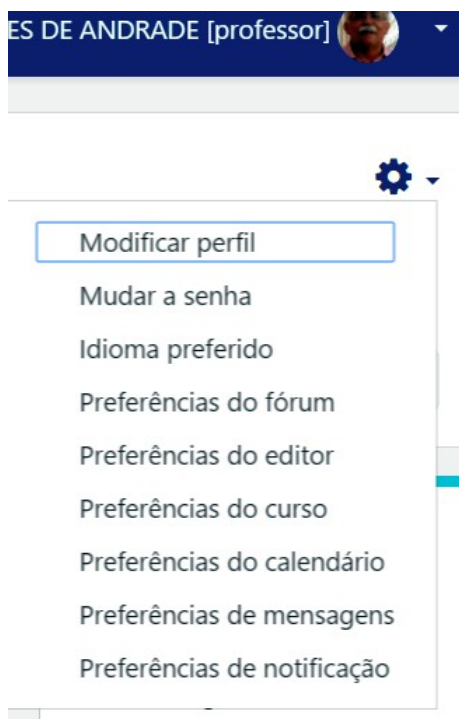 ES DE ANDRADE [professor]
Modificar perfil
Mudar a senha
Idioma preferido
Preferências do fórum
Preferências do editor
Preferências do curso
Preferências do calendário
Preferências de mensagens
Preferências de notificação